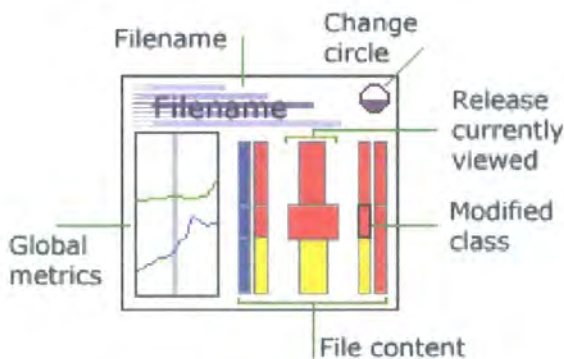 Filename
Change
circle
Filename
Release
currently
viewed
Modified
class
Global
metrics
File content